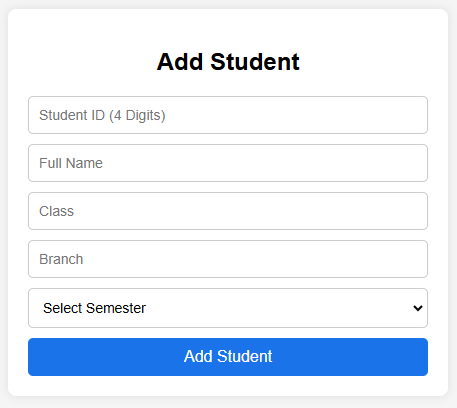 Add Student
Student ID (4 Digits)
Full Name
Class
Branch
Select Semester
Add Student